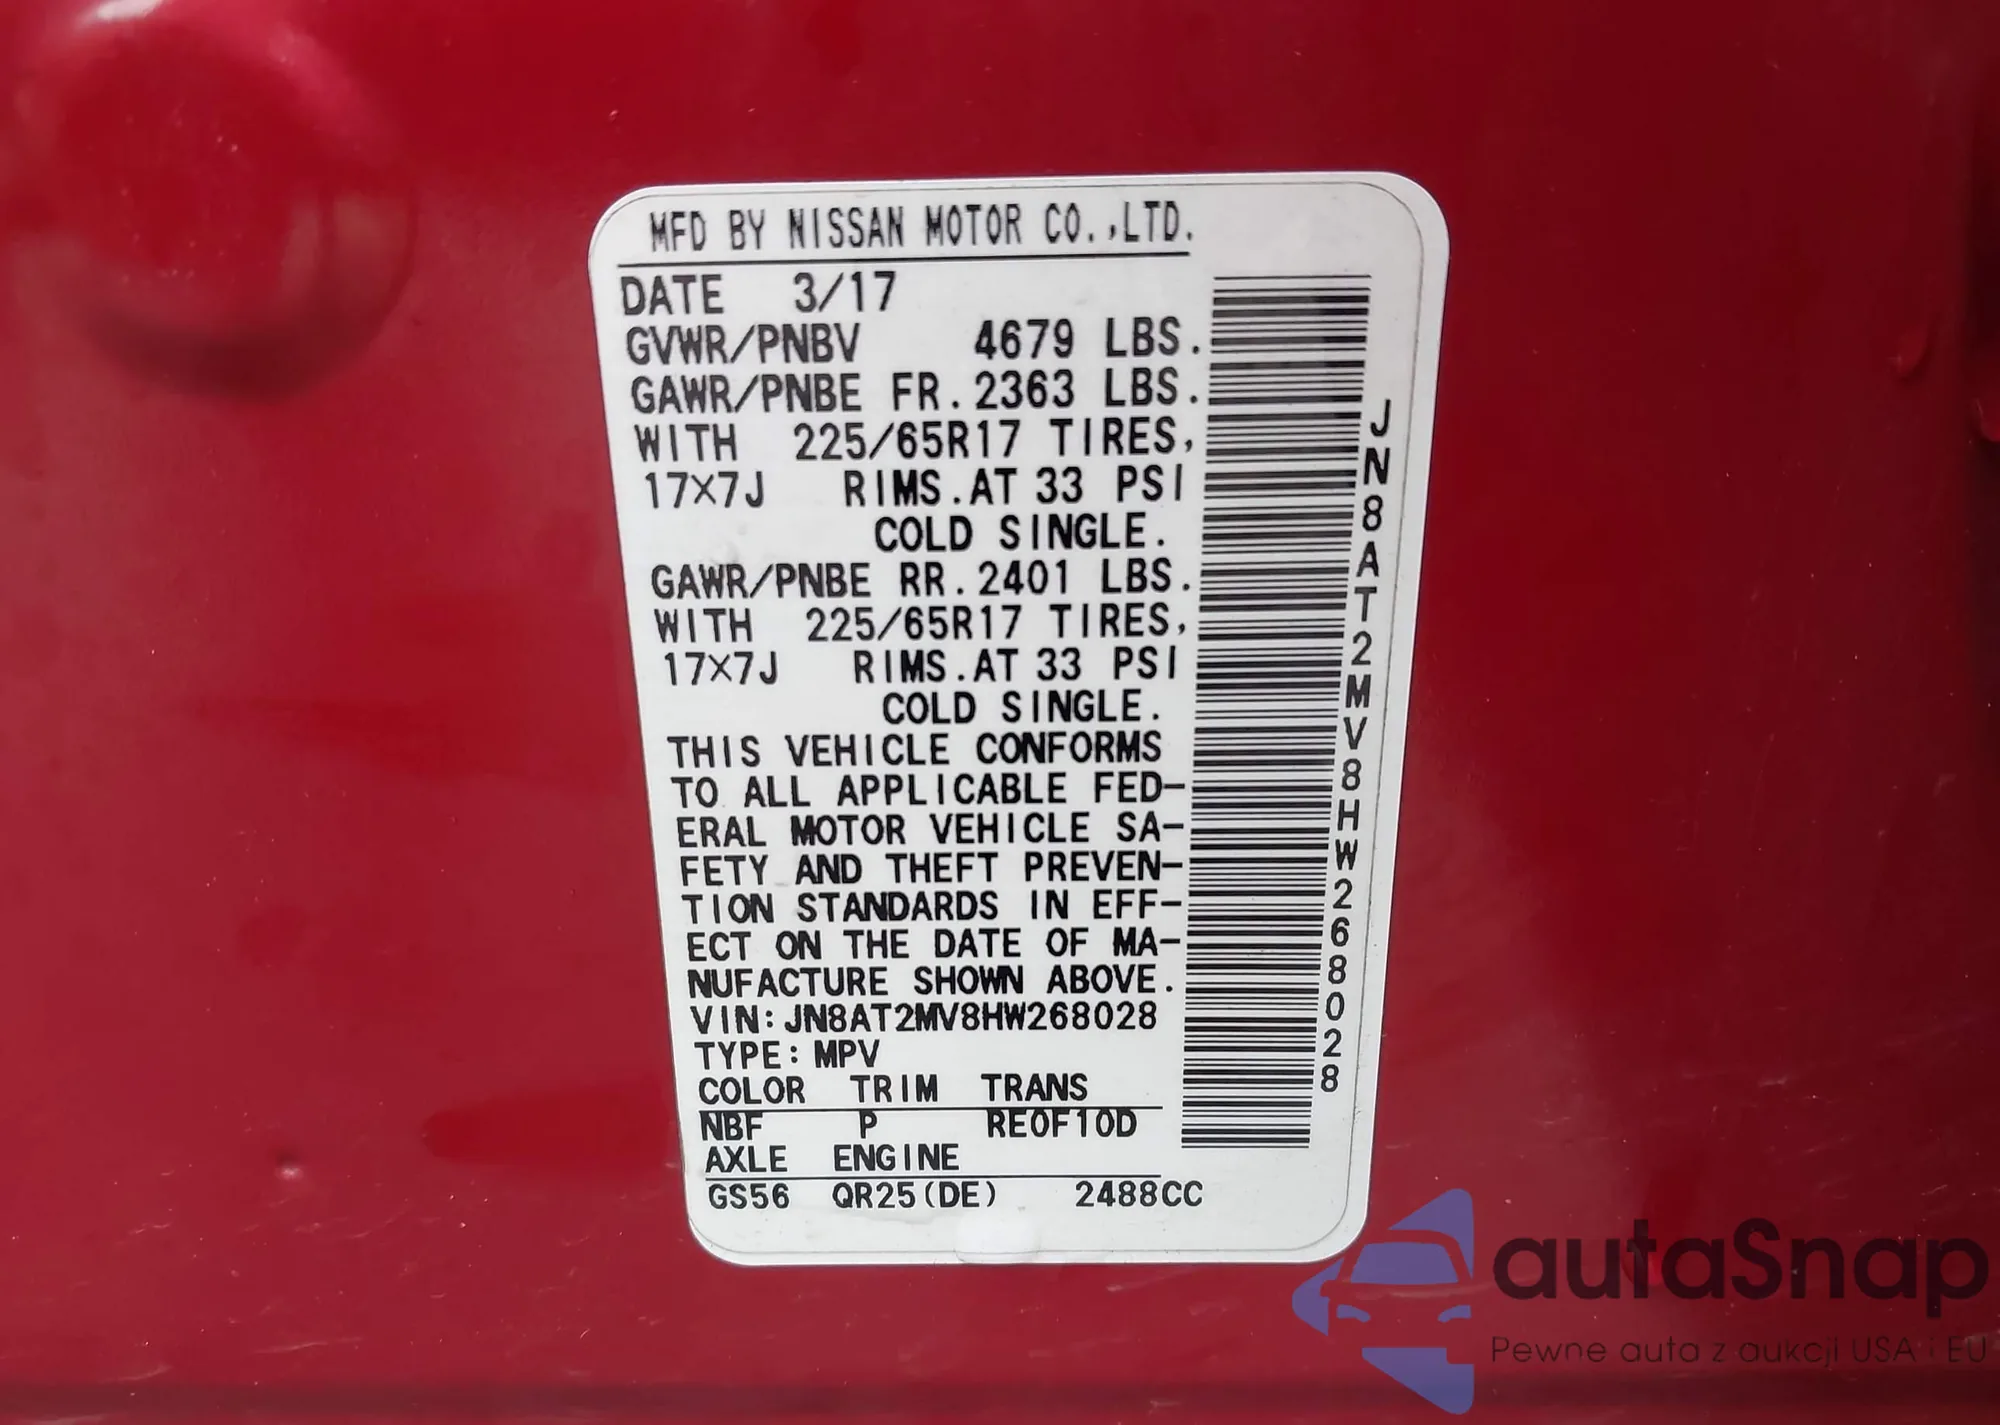 MFD BY NISSAN MOTOR CO.,LTD.
DATE 3/17
GVWR/PNBV 4679 LBS.
GAWR/PNBE FR.2363 LBS.
WITH 225/65R17 TIRES,
17×7J RIMS.AT 33 PSI
COLD SINGLE.
GAWR/PNBE RR.2401 LBS.
WITH 225/65R17 TIRES,
17×7J RIMS.AT 33 PSI
COLD SINGLE.
THIS VEHICLE CONFORMS
TO ALL APPLICABLE FED-
ERAL MOTOR VEHICLE SA-
FETY AND THEFT PREVEN-
TION STANDARDS IN EFF-
ECT ON THE DATE OF MA-
NUFACTURE SHOWN ABOVE.
VIN:JN8AT2MV8HW268028
TYPE:MPV
COLOR TRIM TRANS
NBF P RE0F10D
AXLE ENGINE
GS56 QR25(DE) 2488CC
JN8AT2MV8HW268028
autaSnap
Pewne auta z aukcji USA i EU